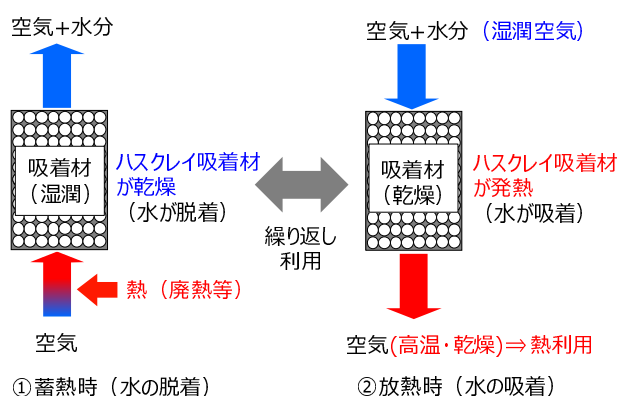 空気+水分
吸着材
（湿潤）
ハスクレイ吸着材
が乾燥
（水が脱着）
熱（廃熱等）
空気
①蓄熱時（水の脱着）
繰り返し
利用
空気+水分（湿潤空気）
吸着材
（乾燥）
ハスクレイ吸着材
が発熱
（水が吸着）
空気(高温・乾燥)⇒熱利用
②放熱時（水の吸着）